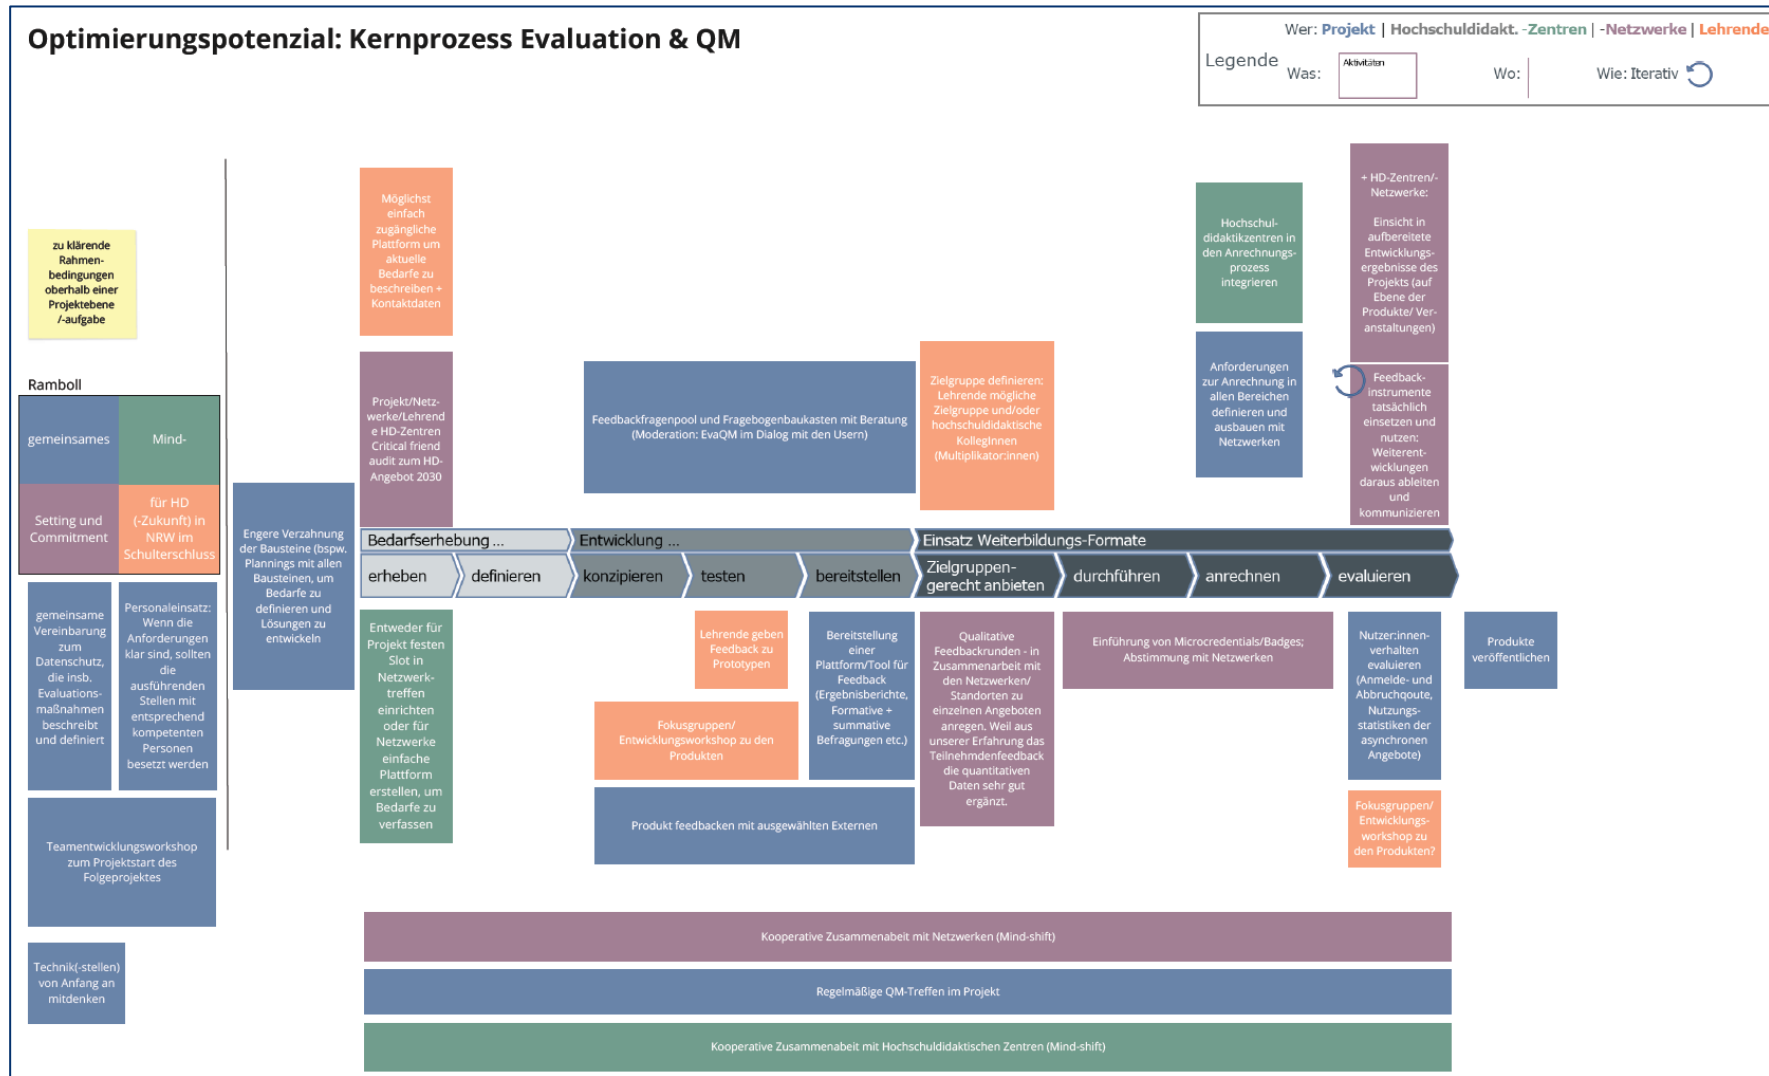 Optimierungspotenzial: Kernprozess Evaluation & QM
Wer: Projekt | Hochschuldidakt. -Zentren | -Netzwerke | Lehrende
Legende
Was:
Aktivitäten
Wo:
Wie: Iterativ
zu klärende
Rahmen-
bedingungen
oberhalb einer
Projektebene
/-aufgabe
Ramboll
gemeinsames
Mind-
Setting und
Commitment
für HD
(-Zukunft) in
NRW im
Schulterschluss
gemeinsame
Vereinbarung
zum
Datenschutz,
die insb.
Evaluations-
maßnahmen
beschreibt
und definiert
Personaleinsatz:
Wenn die
Anforderungen
klar sind, sollten
die
ausführenden
Stellen mit
entsprechend
kompetenten
Personen
besetzt werden
Teamentwicklungsworkshop
zum Projektstart des
Folgeprojektes
Technik(-stellen)
von Anfang an
mitdenken
Engere Verzahnung
der Bausteine (bspw.
Plannings mit allen
Bausteinen, um
Bedarfe zu
definieren und
Lösungen zu
entwickeln
Möglichst
einfach
zugängliche
Plattform um
aktuelle
Bedarfe zu
beschreiben +
Kontaktdaten
Projekt/Netz-
werke/Lehrend
e HD-Zentren
Critical friend
audit zum HD-
Angebot 2030
Feedbackfragenpool und Fragebogenbaukasten mit Beratung
(Moderation: EvaQM im Dialog mit den Usern)
Zielgruppe definieren:
Lehrende mögliche
Zielgruppe und/oder
hochschuldidaktische
KollegInnen
(Multiplikator:innen)
Hochschul-
didaktikzentren in
den Anrechnungs-
prozess
integrieren
Anforderungen
zur Anrechnung in
allen Bereichen
definieren und
ausbauen mit
Netzwerken
+ HD-Zentren/-
Netzwerke:
Einsicht in
aufbereitete
Entwicklungs-
ergebnisse des
Projekts (auf
Ebene der
Produkte/ Ver-
anstaltungen)
Feedback-
instrumente
tatsächlich
einsetzen und
nutzen;
Weiterent-
wicklungen
daraus ableiten
und
kommunizieren
Bedarfserhebung ...
Entwicklung ...
Einsatz Weiterbildungs-Formate
erheben
definieren
konzipieren
testen
bereitstellen
Zielgruppen-
gerecht anbieten
durchführen
anrechnen
evaluieren
Entweder für
Projekt festen
Slot in
Netzwerk-
treffen
einrichten
oder für
Netzwerke
einfache
Plattform
erstellen, um
Bedarfe zu
verfassen
Lehrende geben
Feedback zu
Prototypen
Fokusgruppen/
Entwicklungsworkshop zu den
Produkten
Produkt feedbacken mit ausgewählten Externen
Bereitstellung
einer
Plattform/Tool für
Feedback
(Ergebnisberichte,
Formative +
summative
Befragungen etc.)
Qualitative
Feedbackrunden - in
Zusammenarbeit mit
den Netzwerken/
Standorten zu
einzelnen Angeboten
anregen. Weil aus
unserer Erfahrung das
Teilnehmdenfeedback
die quantitativen
Daten sehr gut
ergänzt.
Einführung von Microcredentials/Badges;
Abstimmung mit Netzwerken
Nutzer:innen-
verhalten
evaluieren
(Anmelde- und
Abbruchqoute,
Nutzungs-
statistiken der
asynchronen
Angebote)
Fokusgruppen/
Entwicklungs-
workshop zu
den Produkten?
Produkte
veröffentlichen
Kooperative Zusammenabeit mit Netzwerken (Mind-shift)
Regelmäßige QM-Treffen im Projekt
Kooperative Zusammenabeit mit Hochschuldidaktischen Zentren (Mind-shift)